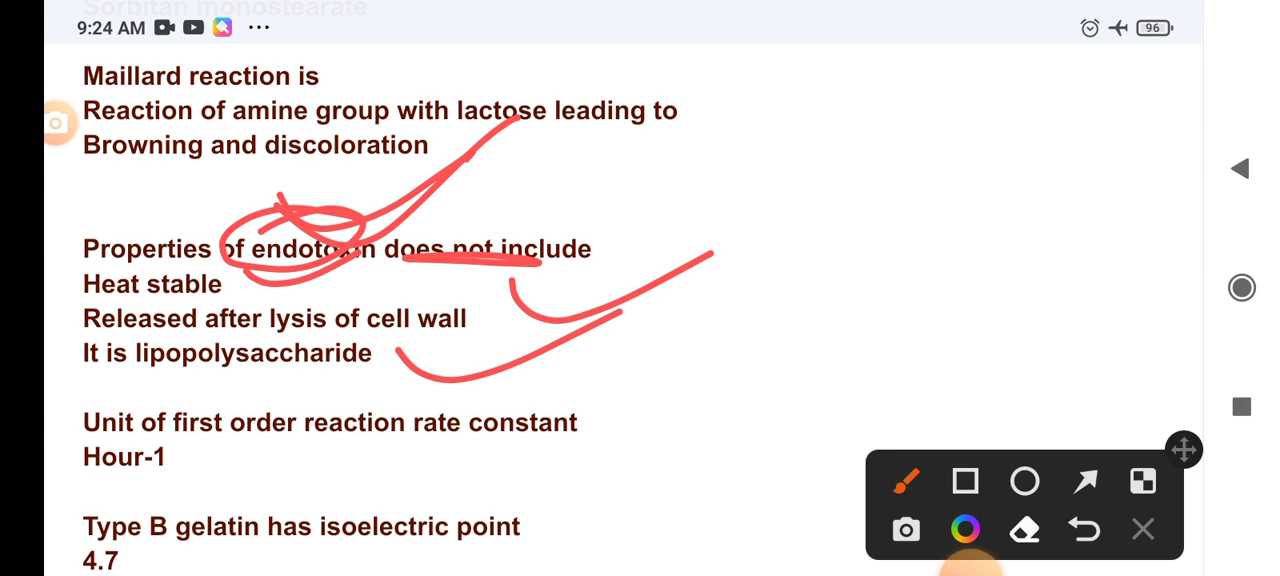 Sorbitan monostearate
9:24 AM
96
Maillard reaction is
Reaction of amine group with lactose leading to
Browning and discoloration
Properties of endotoxin does not include
Heat stable
Released after lysis of cell wall
It is lipopolysaccharide
Unit of first order reaction rate constant
Hour-1
Type B gelatin has isoelectric point
4.7